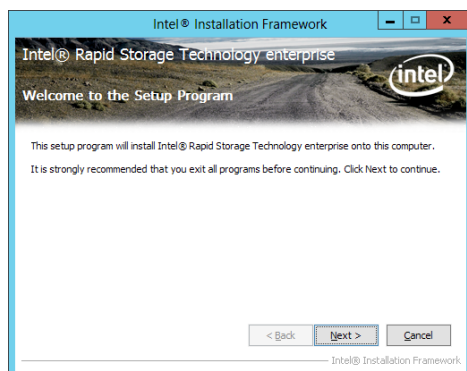 Intel® Installation Framework
Intel® Rapid Storage Technology enterprise
intel
Welcome to the Setup Program
This setup program will install Intel® Rapid Storage Technology enterprise onto this computer.
It is strongly recommended that you exit all programs before continuing. Click Next to continue.
< Back Next > Cancel
Intel® Installation Framework